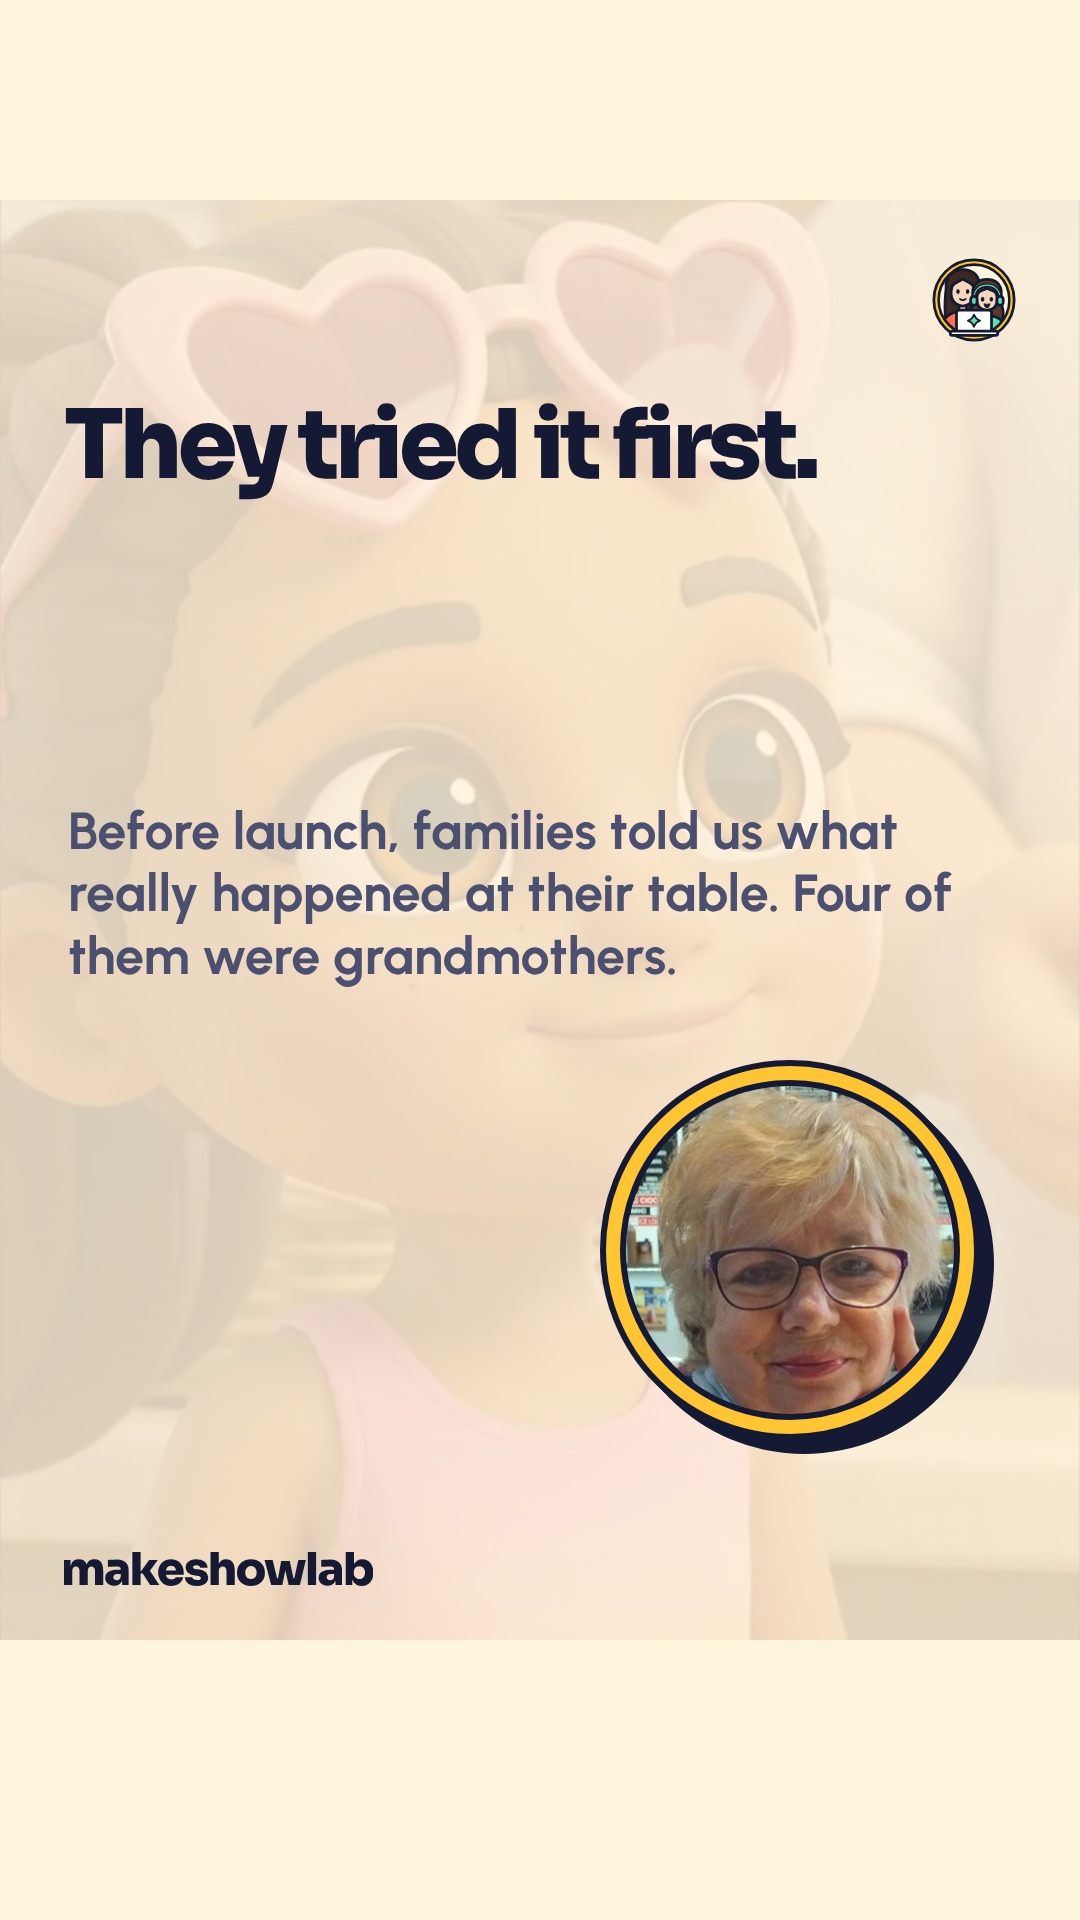 They tried it first.
Before launch, families told us what
really happened at their table. Four of
them were grandmothers.
makeshowlab